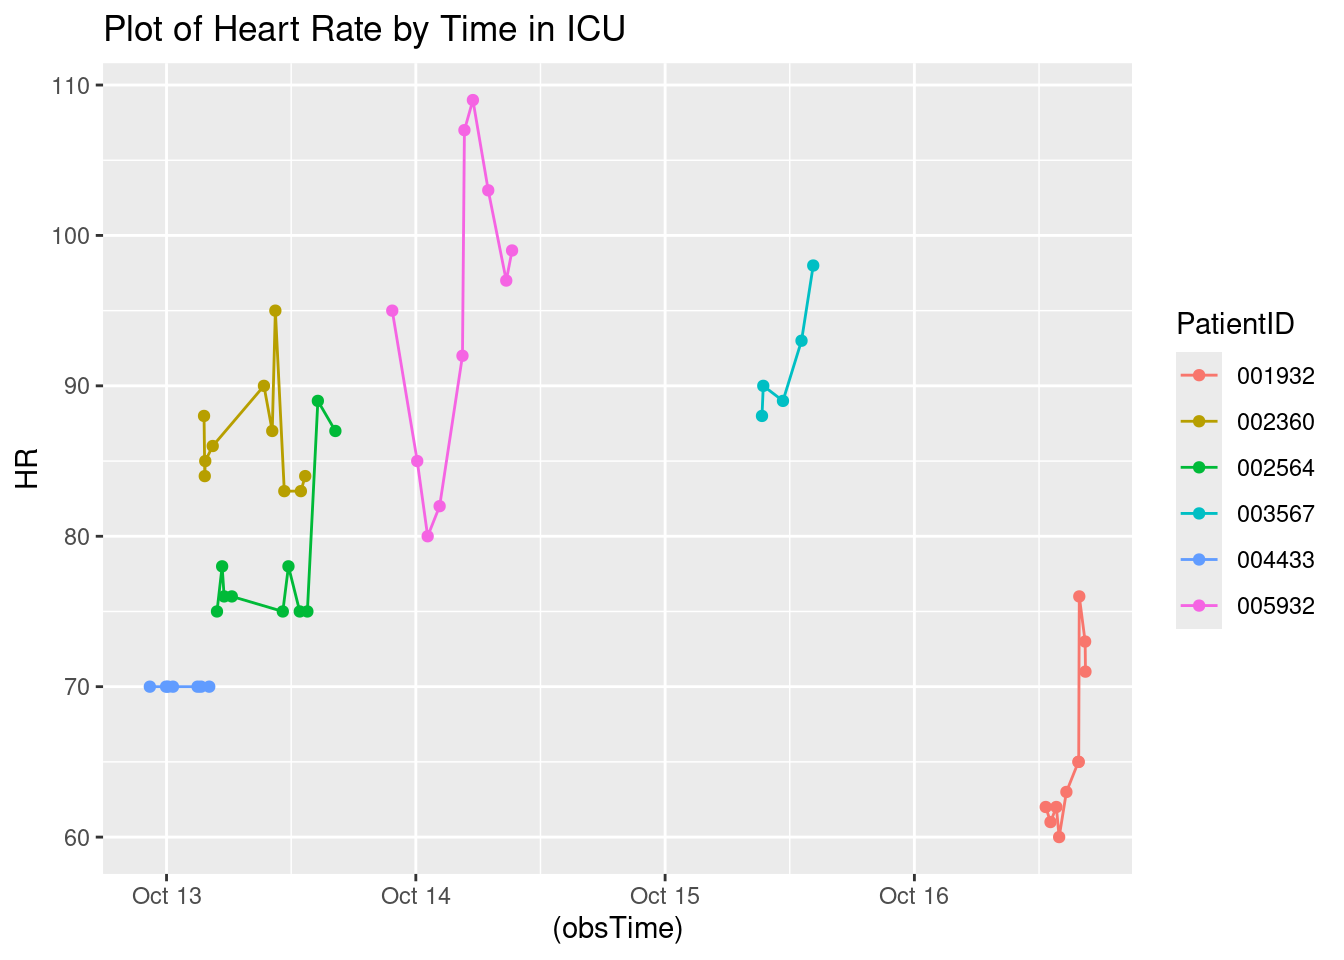 Plot of Heart Rate by Time in ICU
HR
110
100
90
80
70
60
Oct 13
Oct 14
Oct 15
Oct 16
(obsTime)
PatientID
001932
002360
002564
003567
004433
005932